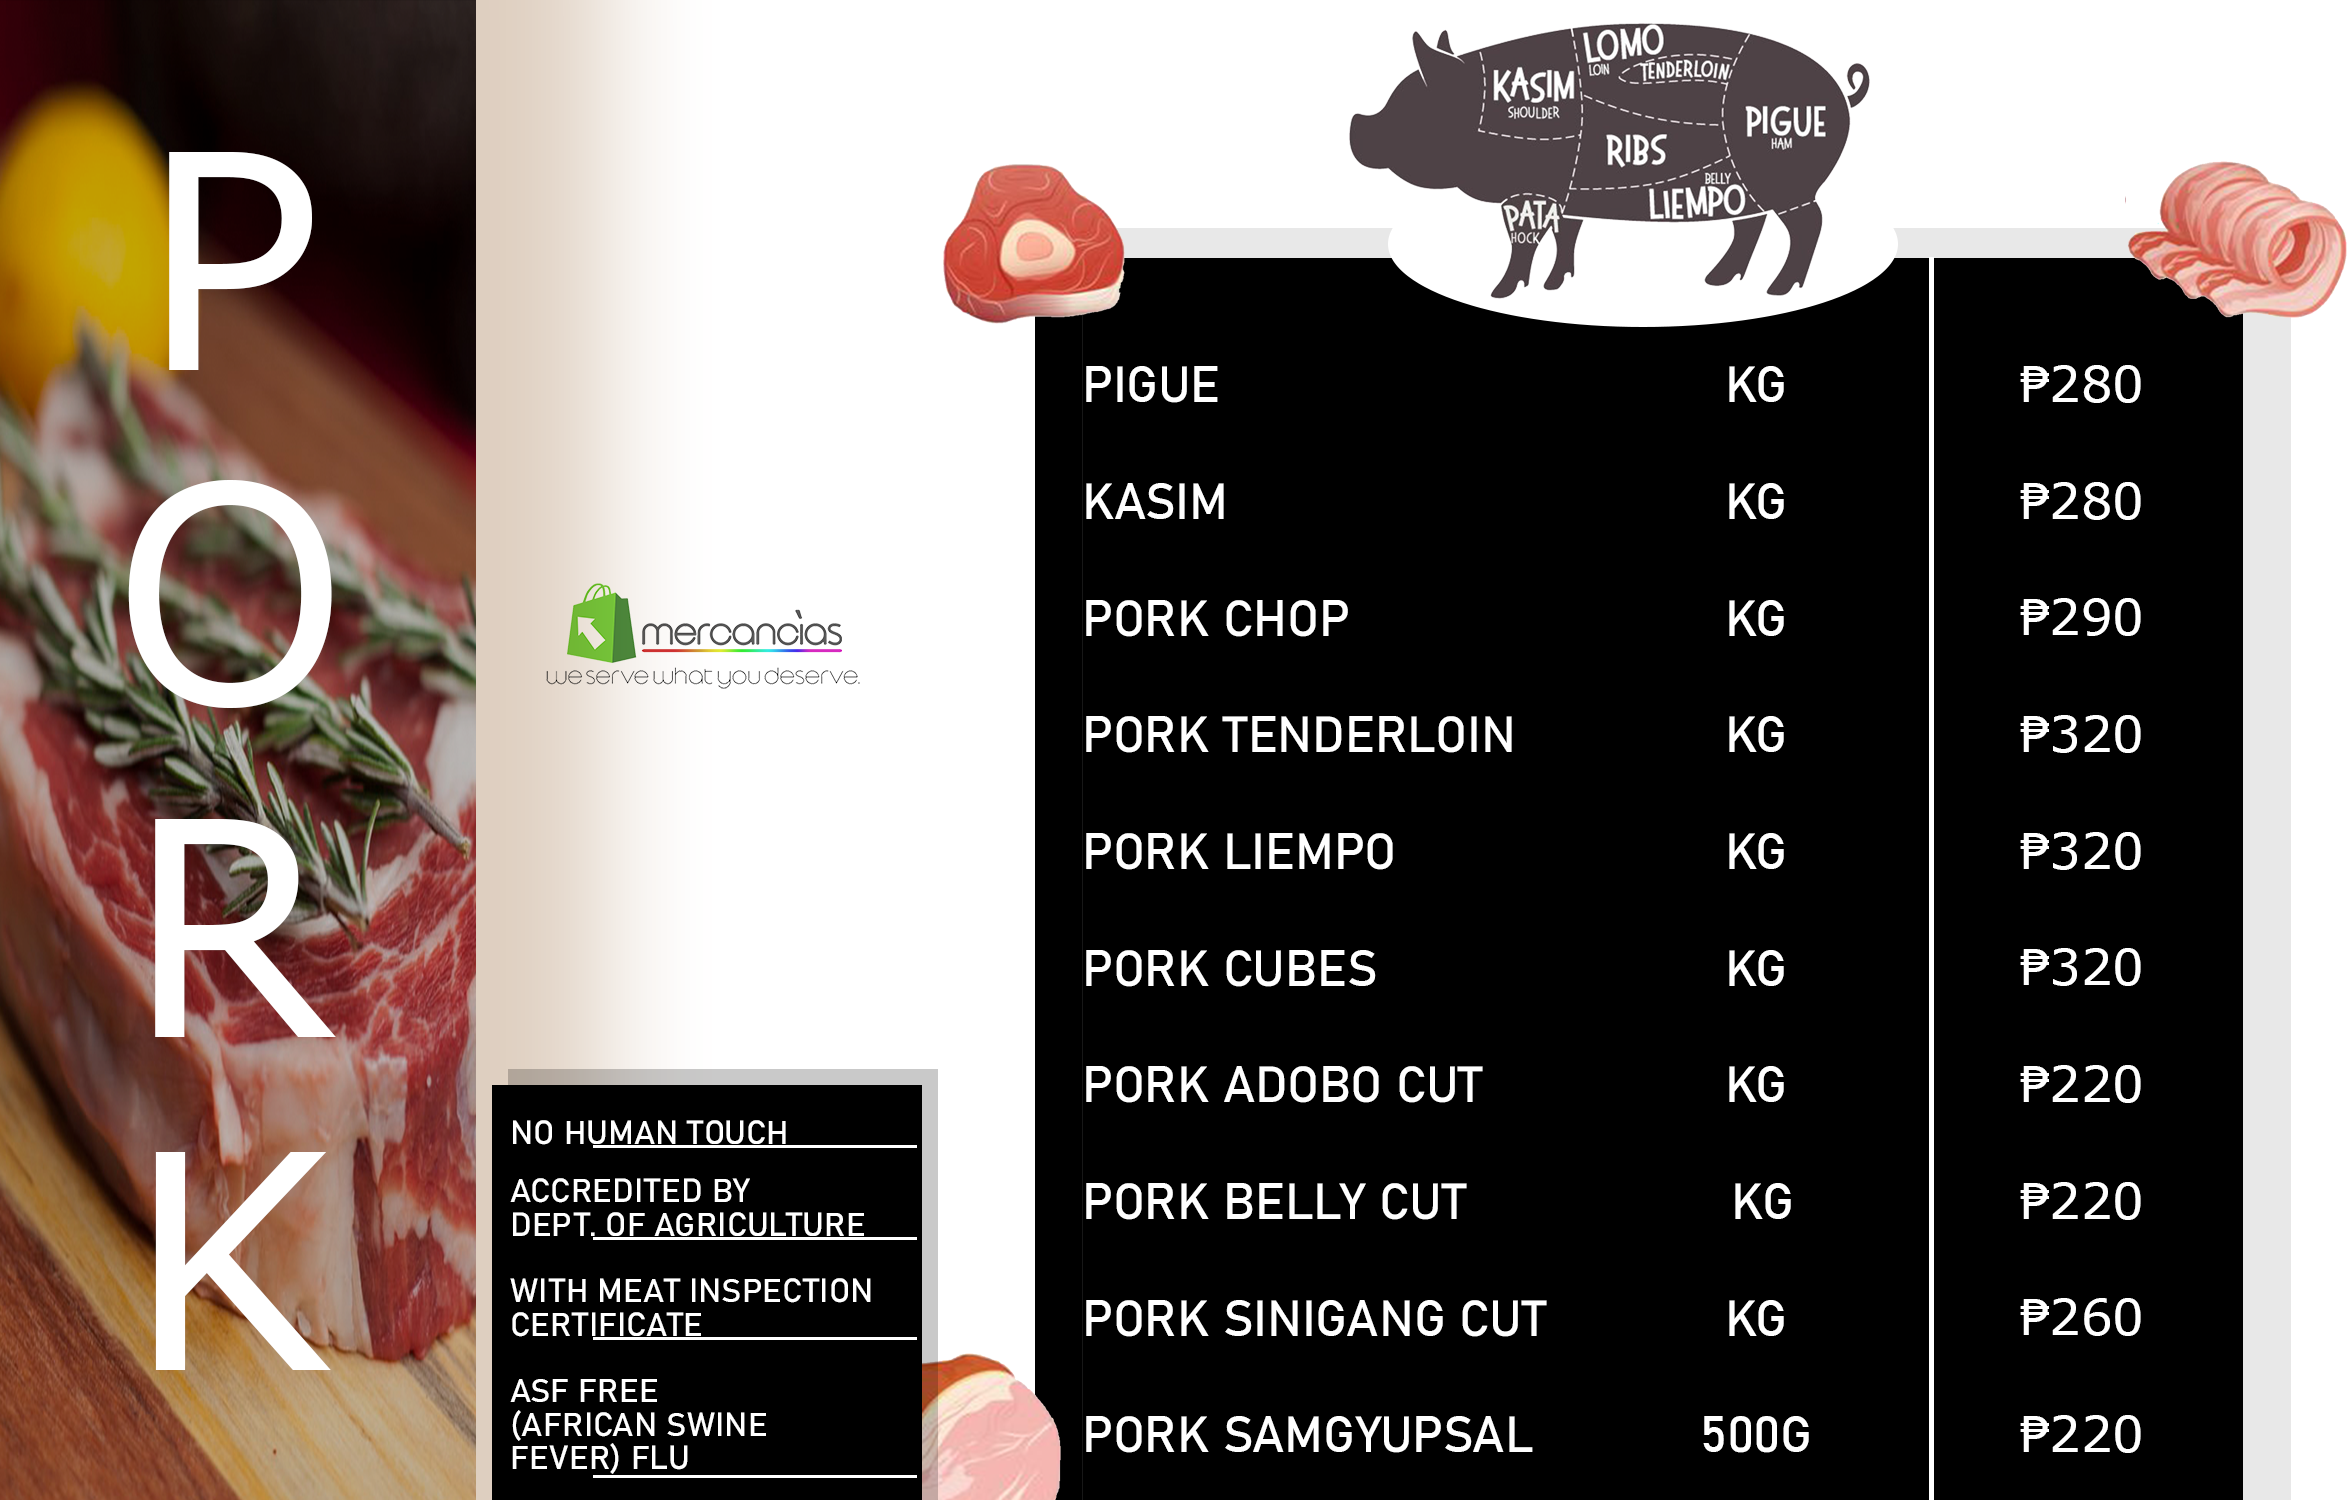 PORK
LOMO
LOIN
TENDERLOIN
KASIM
SHOULDER
PIGUE
HAM
RIBS
BELLY
LIEMPO
PATA
HOCK
mercancìas
we serve what you deserve.
NO HUMAN TOUCH
ACCREDITED BY
DEPT. OF AGRICULTURE
WITH MEAT INSPECTION
CERTIFICATE
ASF FREE
(AFRICAN SWINE
FEVER) FLU
PIGUE KG ₱280
KASIM KG ₱280
PORK CHOP KG ₱290
PORK TENDERLOIN KG ₱320
PORK LIEMPO KG ₱320
PORK CUBES KG ₱320
PORK ADOBO CUT KG ₱220
PORK BELLY CUT KG ₱220
PORK SINIGANG CUT KG ₱260
PORK SAMGYUPSAL 500G ₱220